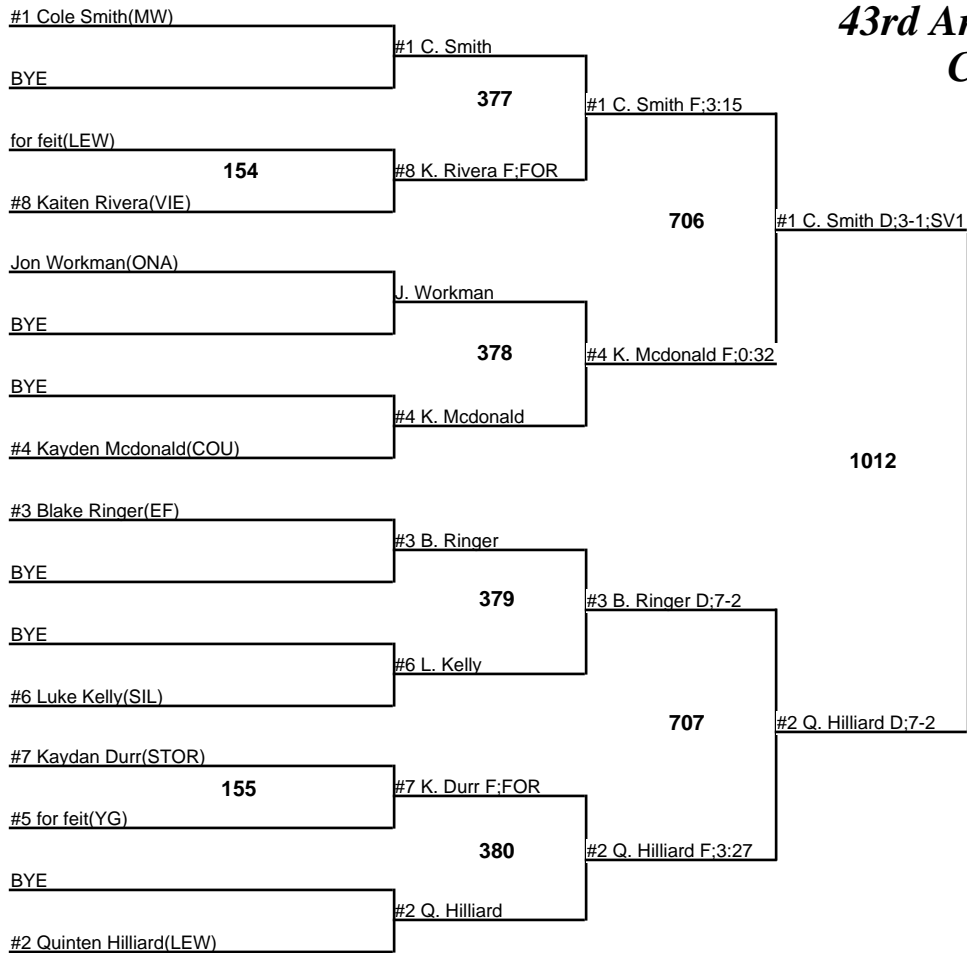 #1 Cole Smith(MW)
BYE
for feit(LEW)
154
#8 Kaiten Rivera(VIE)
Jon Workman(ONA)
BYE
BYE
#4 Kayden Mcdonald(COU)
#3 Blake Ringer(EF)
BYE
BYE
#6 Luke Kelly(SIL)
#7 Kaydan Durr(STOR)
155
#5 for feit(YG)
BYE
#2 Quinten Hilliard(LEW)
#1 C. Smith
377
#8 K. Rivera F;FOR
J. Workman
378
#4 K. Mcdonald
#3 B. Ringer
379
#6 L. Kelly
#7 K. Durr F;FOR
380
#2 Q. Hilliard
#1 C. Smith F;3:15
706
#4 K. Mcdonald F;0:32
#3 B. Ringer D;7-2
707
#2 Q. Hilliard F;3:27
43rd
#1 C. Smith D;3-1;SV1
1012
#2 Q. Hilliard D;7-2